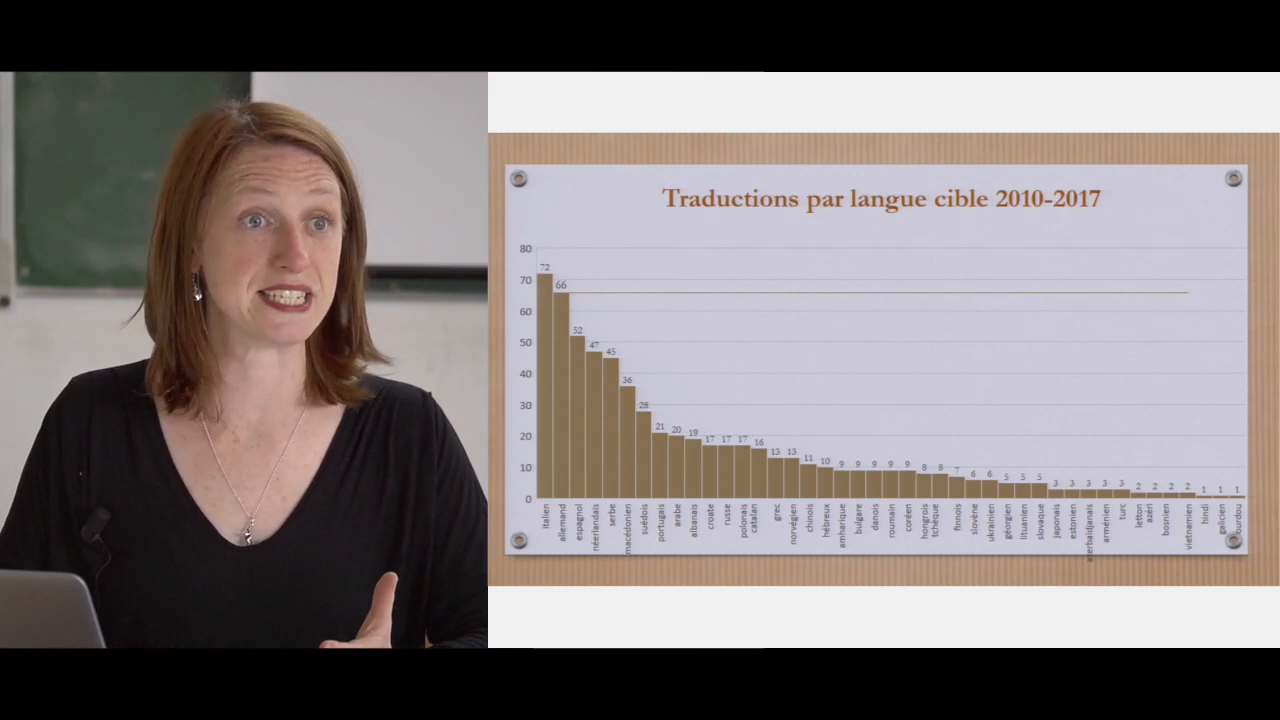 Traductions par langue cible 2010-2017
80
70
60
50
40
30
20
10
0
72
66
52
47
45
36
28
21
20
19
17
17
17
16
13
13
11
10
9
9
9
9
9
8
8
7
6
6
5
5
5
3
3
3
3
3
2
2
2
2
1
1
1
italien
allemand
espagnol
néerlandais
serbe
macédonien
suédois
portugais
arabe
albanais
croate
russe
polonais
catalan
grec
norvégien
chinois
hébreux
amharique
bulgare
danois
roumain
coréen
hongrois
tchèque
finnois
slovène
ukrainien
géorgien
lituanien
slovaque
japonais
estonien
azerbaïdjanais
arménien
turc
letton
azéri
bosnien
vietnamien
hindi
galicien
ourdou